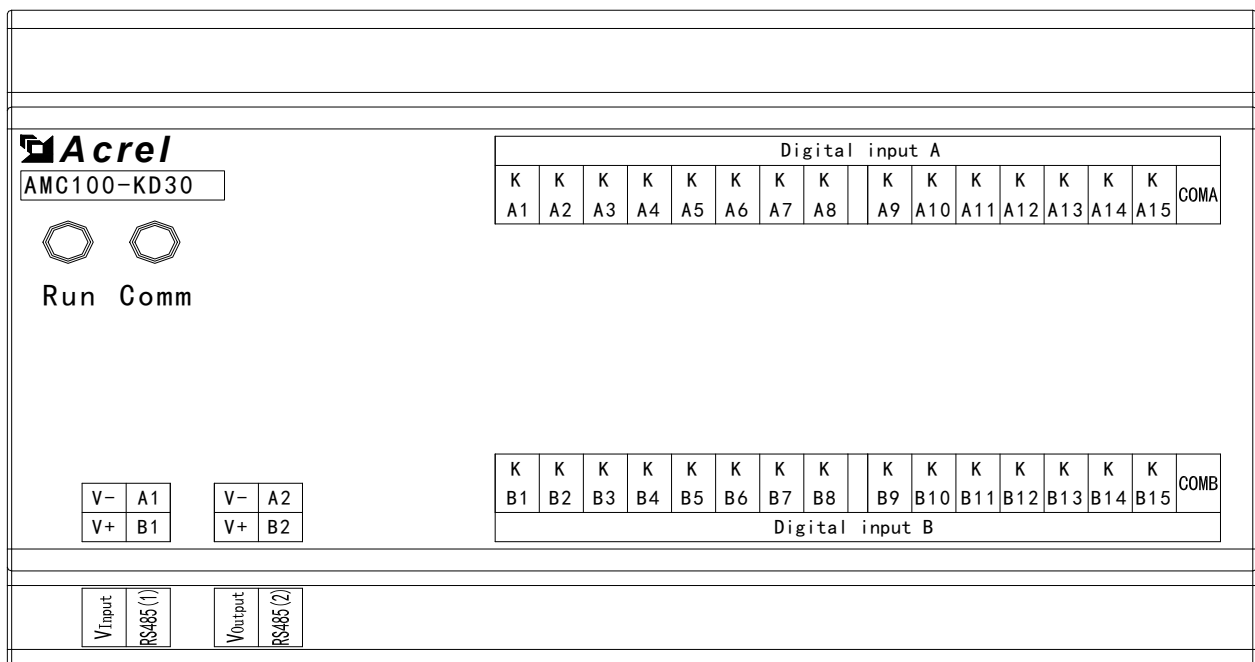 Acrel
AMC100-KD30
Run Comm
Digital input A
K K K K K K K K K K K K K K K
A1 A2 A3 A4 A5 A6 A7 A8 A9 A10 A11 A12 A13 A14 A15 COMA
K K K K K K K K K K K K K K K
B1 B2 B3 B4 B5 B6 B7 B8 B9 B10 B11 B12 B13 B14 B15 COMB
Digital input B
V- A1 V- A2
V+ B1 V+ B2
VInput RS485(1) VOutput RS485(2)